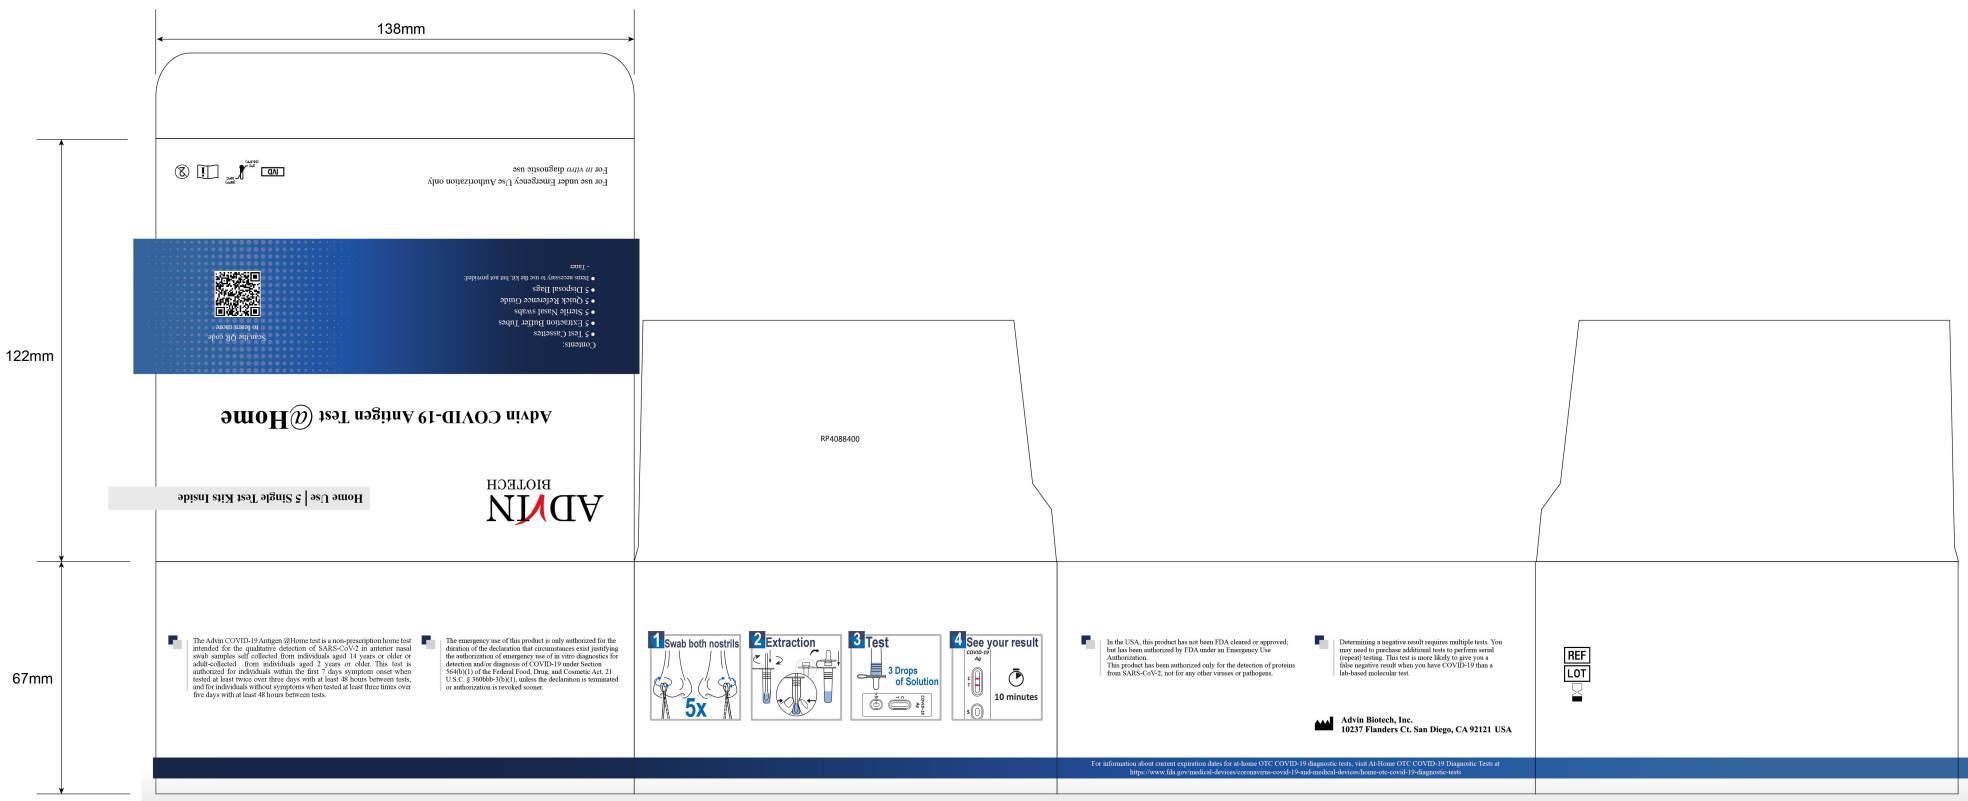 138mm
122mm
67mm
For use under Emergency Use Authorization only
For in vitro diagnostic use
IVD
Contents:
● 5 Test Cassettes
● 5 Extraction Buffer Tubes
● 5 Sterile Nasal swabs
● 5 Quick Reference Guide
● 5 Disposal Bags
● Items necessary to use the kit, but not provided:
- Timer
Scan the QR code
to learn more
Advin COVID-19 Antigen Test @Home
ADVIN
BIOTECH
Home Use | 5 Single Test Kits Inside
RP4088400
The Advin COVID-19 Antigen @Home test is a non-prescription home test
intended for the qualitative detection of SARS-CoV-2 in anterior nasal
swab samples self collected from individuals aged 14 years or older or
adult-collected from individuals aged 2 years or older. This test is
authorized for individuals within the first 7 days symptom onset when
tested at least twice over three days with at least 48 hours between tests,
and for individuals without symptoms when tested at least three times over
five days with at least 48 hours between tests.
The emergency use of this product is only authorized for the
duration of the declaration that circumstances exist justifying
the authorization of emergency use of in vitro diagnostics for
detection and/or diagnosis of COVID-19 under Section
564(b)(1) of the Federal Food, Drug, and Cosmetic Act, 21
U.S.C. § 360bbb-3(b)(1), unless the declaration is terminated
or authorization is revoked sooner.
1 Swab both nostrils
5x
2 Extraction
3 Test
3 Drops
of Solution
COVID-19
Ag
C T
S
4 See your result
COVID-19
Ag
C
T
S
10 minutes
In the USA, this product has not been FDA cleared or approved;
but has been authorized by FDA under an Emergency Use
Authorization.
This product has been authorized only for the detection of proteins
from SARS-CoV-2, not for any other viruses or pathogens.
Determining a negative result requires multiple tests. You
may need to purchase additional tests to perform serial
(repeat) testing. This test is more likely to give you a
false negative result when you have COVID-19 than a
lab-based molecular test.
Advin Biotech, Inc.
10237 Flanders Ct. San Diego, CA 92121 USA
REF
LOT
For information about current expiration dates for at-home OTC COVID-19 diagnostic tests, visit At-Home OTC COVID-19 Diagnostic Tests at
https://www.fda.gov/medical-devices/coronavirus-covid-19-and-medical-devices/home-otc-covid-19-diagnostic-tests